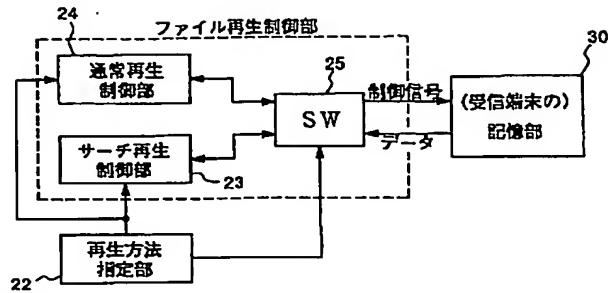 ファイル再生制御部
24
通常再生
制御部
25
SW
制御信号
データ
30
(受信端末の)
記憶部
サーチ再生
制御部
23
再生方法
指定部
22